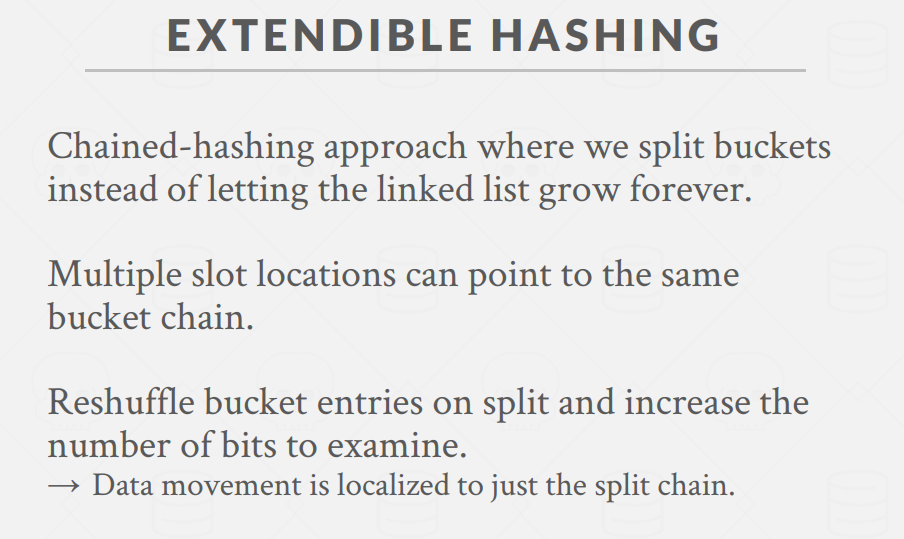 EXTENDIBLE HASHING
Chained-hashing approach where we split buckets
instead of letting the linked list grow forever.
Multiple slot locations can point to the same
bucket chain.
Reshuffle bucket entries on split and increase the
number of bits to examine.
→ Data movement is localized to just the split chain.